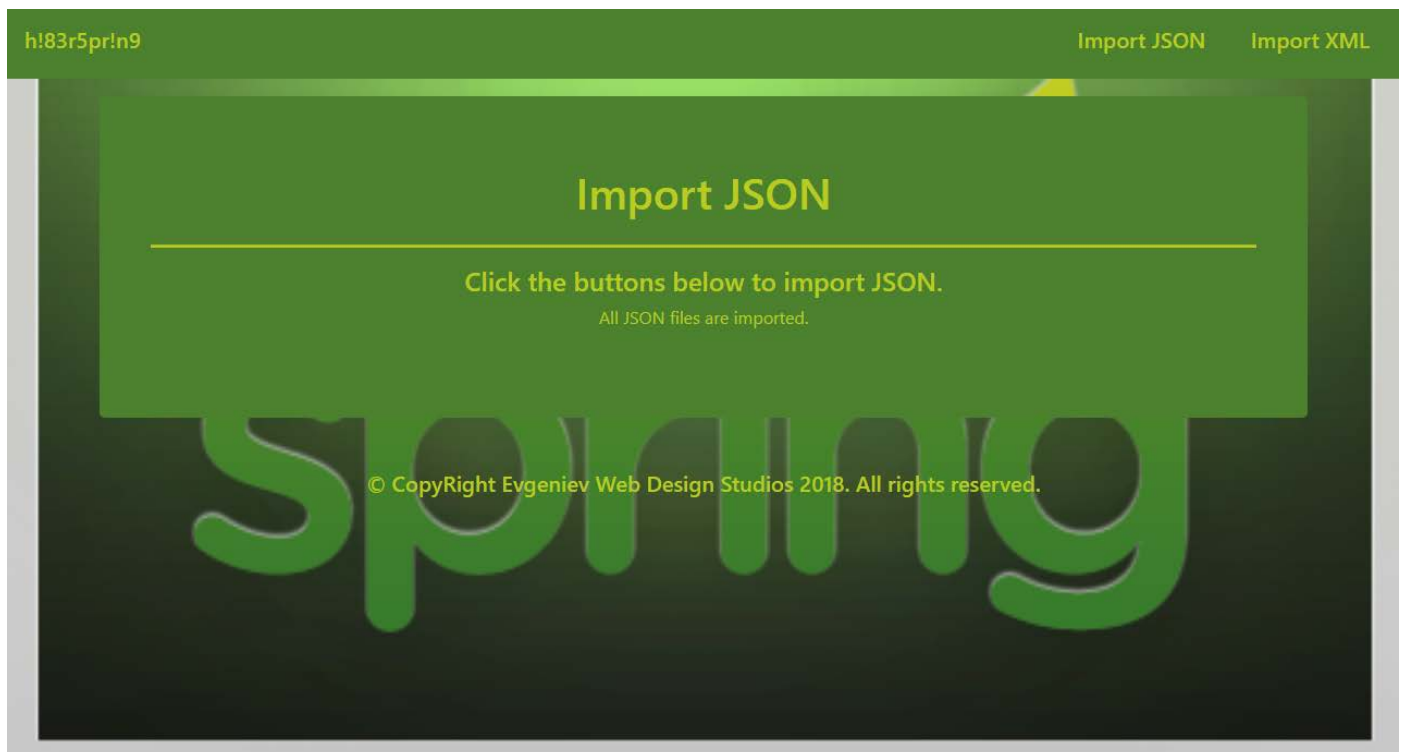 h!83r5pr!n9
Import JSON
Import XML
Import JSON
Click the buttons below to import JSON.
All JSON files are imported.
spring
© CopyRight Evgeniev Web Design Studios 2018. All rights reserved.